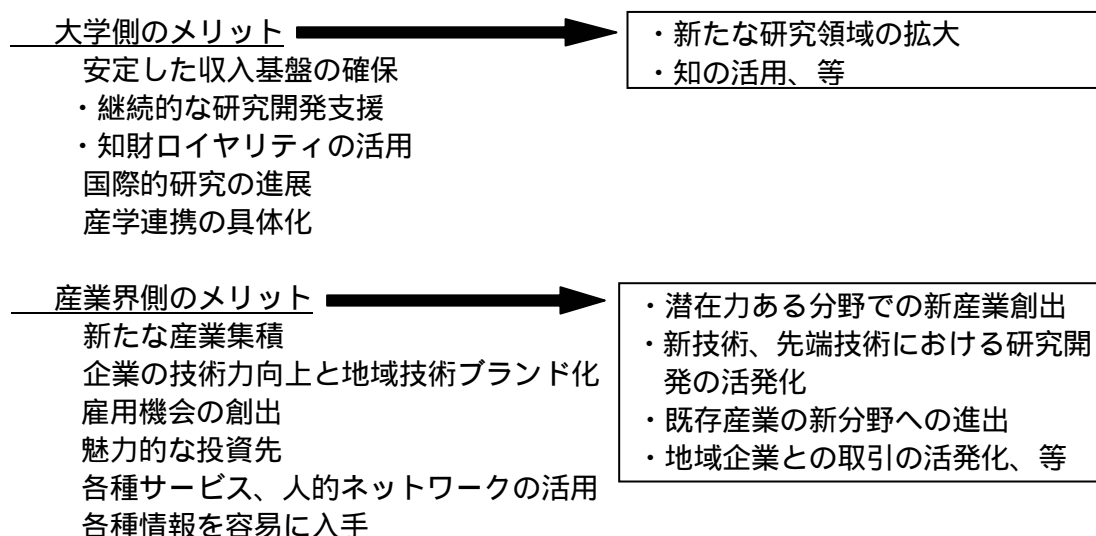 大学側のメリット
安定した収入基盤の確保
・継続的な研究開発支援
・知財ロイヤリティの活用
国際的研究の進展
産学連携の具体化
・新たな研究領域の拡大
・知の活用、等
産業界側のメリット
新たな産業集積
企業の技術力向上と地域技術ブランド化
雇用機会の創出
魅力的な投資先
各種サービス、人的ネットワークの活用
各種情報を容易に入手
・潜在力ある分野での新産業創出
・新技術、先端技術における研究開
発の活発化
・既存産業の新分野への進出
・地域企業との取引の活発化、等